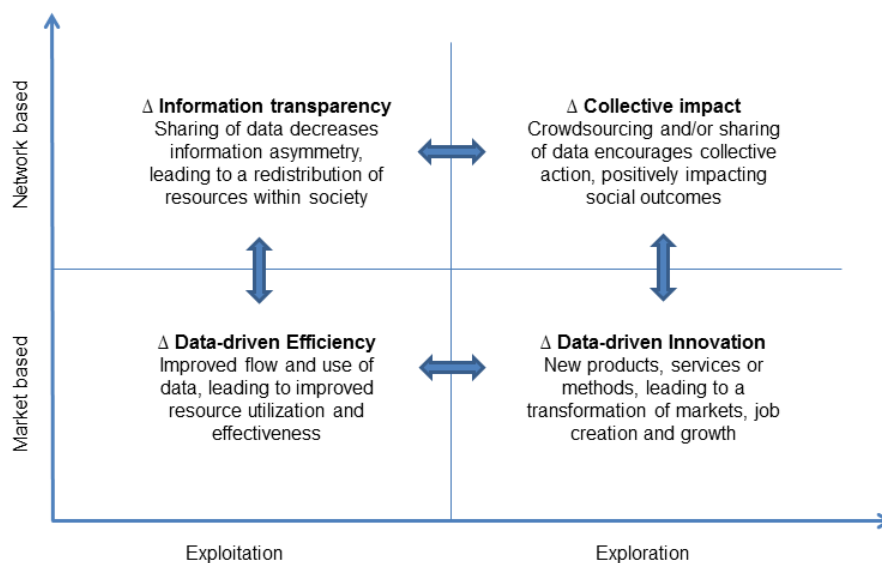 Network based
Δ Information transparency
Sharing of data decreases
information asymmetry,
leading to a redistribution of
resources within society
Δ Collective impact
Crowdsourcing and/or sharing
of data encourages collective
action, positively impacting
social outcomes
Market based
Δ Data-driven Efficiency
Improved flow and use of
data, leading to improved
resource utilization and
effectiveness
Δ Data-driven Innovation
New products, services or
methods, leading to a
transformation of markets, job
creation and growth
Exploitation
Exploration